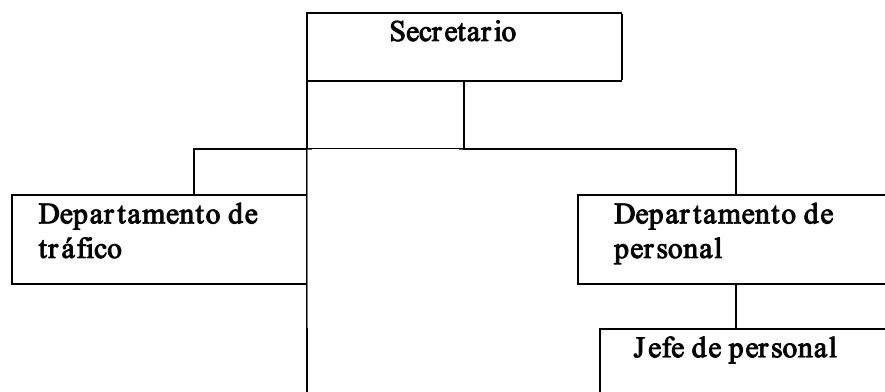 Secretario
Departamento de
tráfico
Departamento de
personal
Jefe de personal